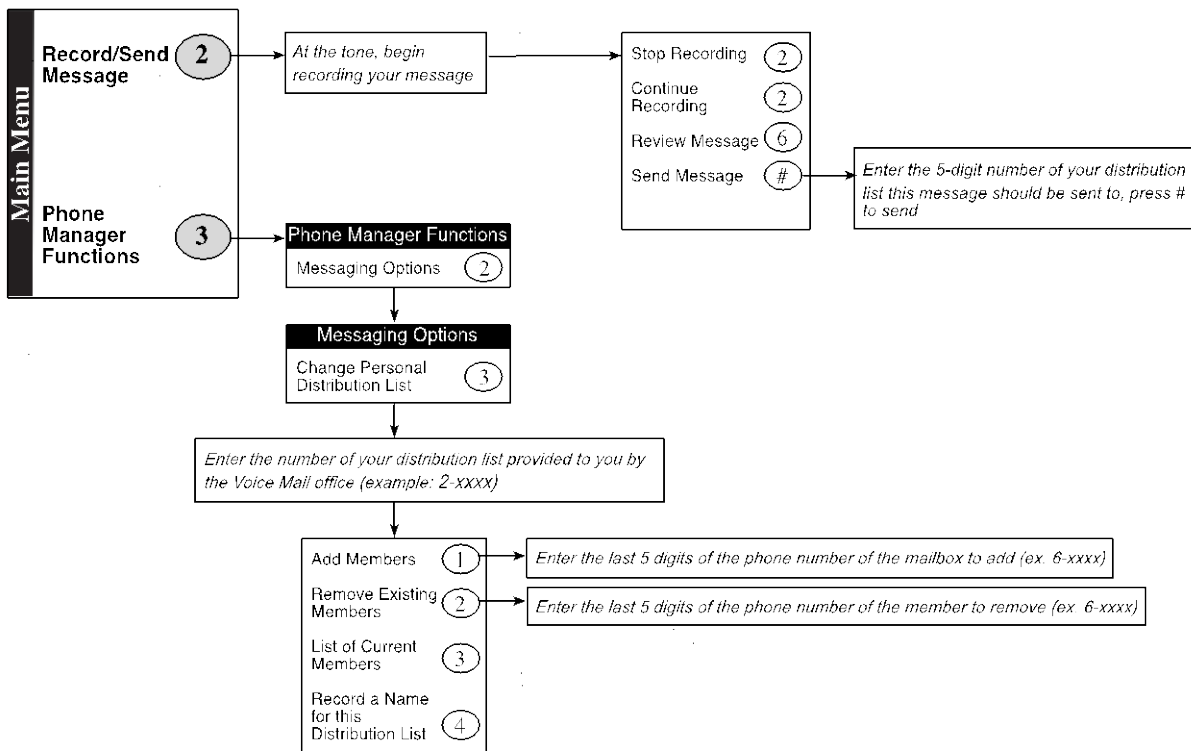 Main Menu
Record/Send
Message
2
At the tone, begin
recording your message
Stop Recording 2
Continue
Recording
2
Review Message 6
Send Message #
Enter the 5-digit number of your distribution
list this message should be sent to, press #
to send
Phone
Manager
Functions
3
Phone Manager Functions
Messaging Options 2
Messaging Options
Change Personal
Distribution List
3
Enter the number of your distribution list provided to you by
the Voice Mail office (example: 2-xxxx)
Add Members 1
Enter the last 5 digits of the phone number of the mailbox to add (ex. 6-xxxx)
Remove Existing
Members
2
Enter the last 5 digits of the phone number of the member to remove (ex. 6-xxxx)
List of Current
Members
3
Record a Name
for this
Distribution List
4